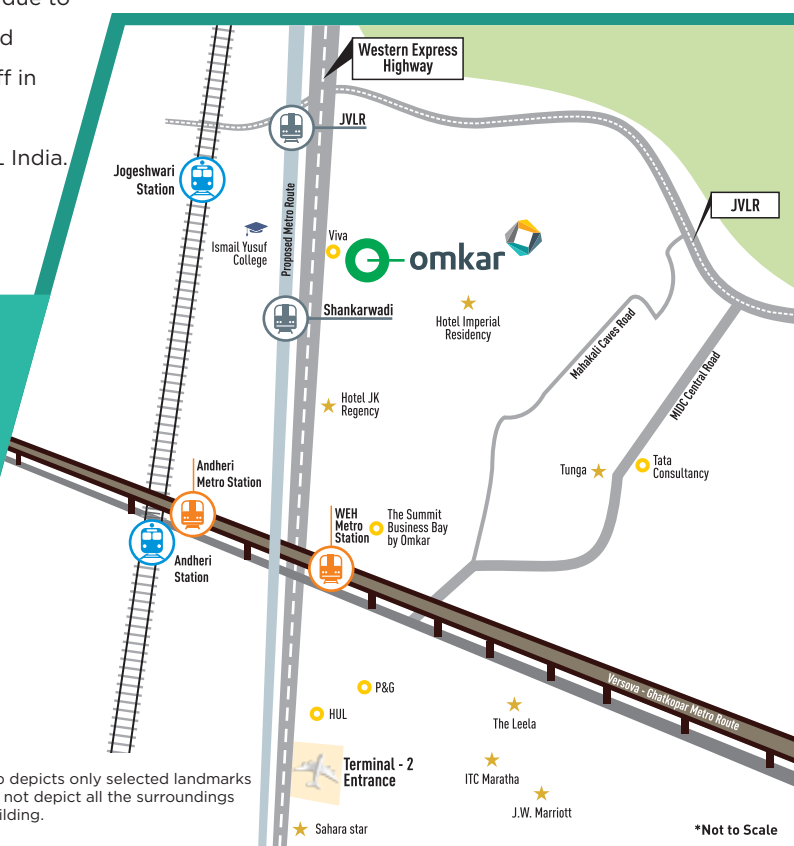 due to
d
ff in
L India.
Western Express
Highway
JVLR
Jogeshwari
Station
JVLR
Proposed Metro Route
Ismail Yusuf
College
Viva
omkar
Shankarwadi
Hotel Imperial
Residency
Mahakali Caves Road
MIDC Central Road
Hotel JK
Regency
Tunga
Tata
Consultancy
Andheri
Metro Station
WEH
Metro
Station
The Summit
Business Bay
by Omkar
Andheri
Station
Versova - Ghatkopar Metro Route
P&G
HUL
The Leela
Terminal - 2
Entrance
ITC Maratha
J.W. Marriott
Sahara star
p depicts only selected landmarks
not depict all the surroundings
ilding.
*Not to Scale